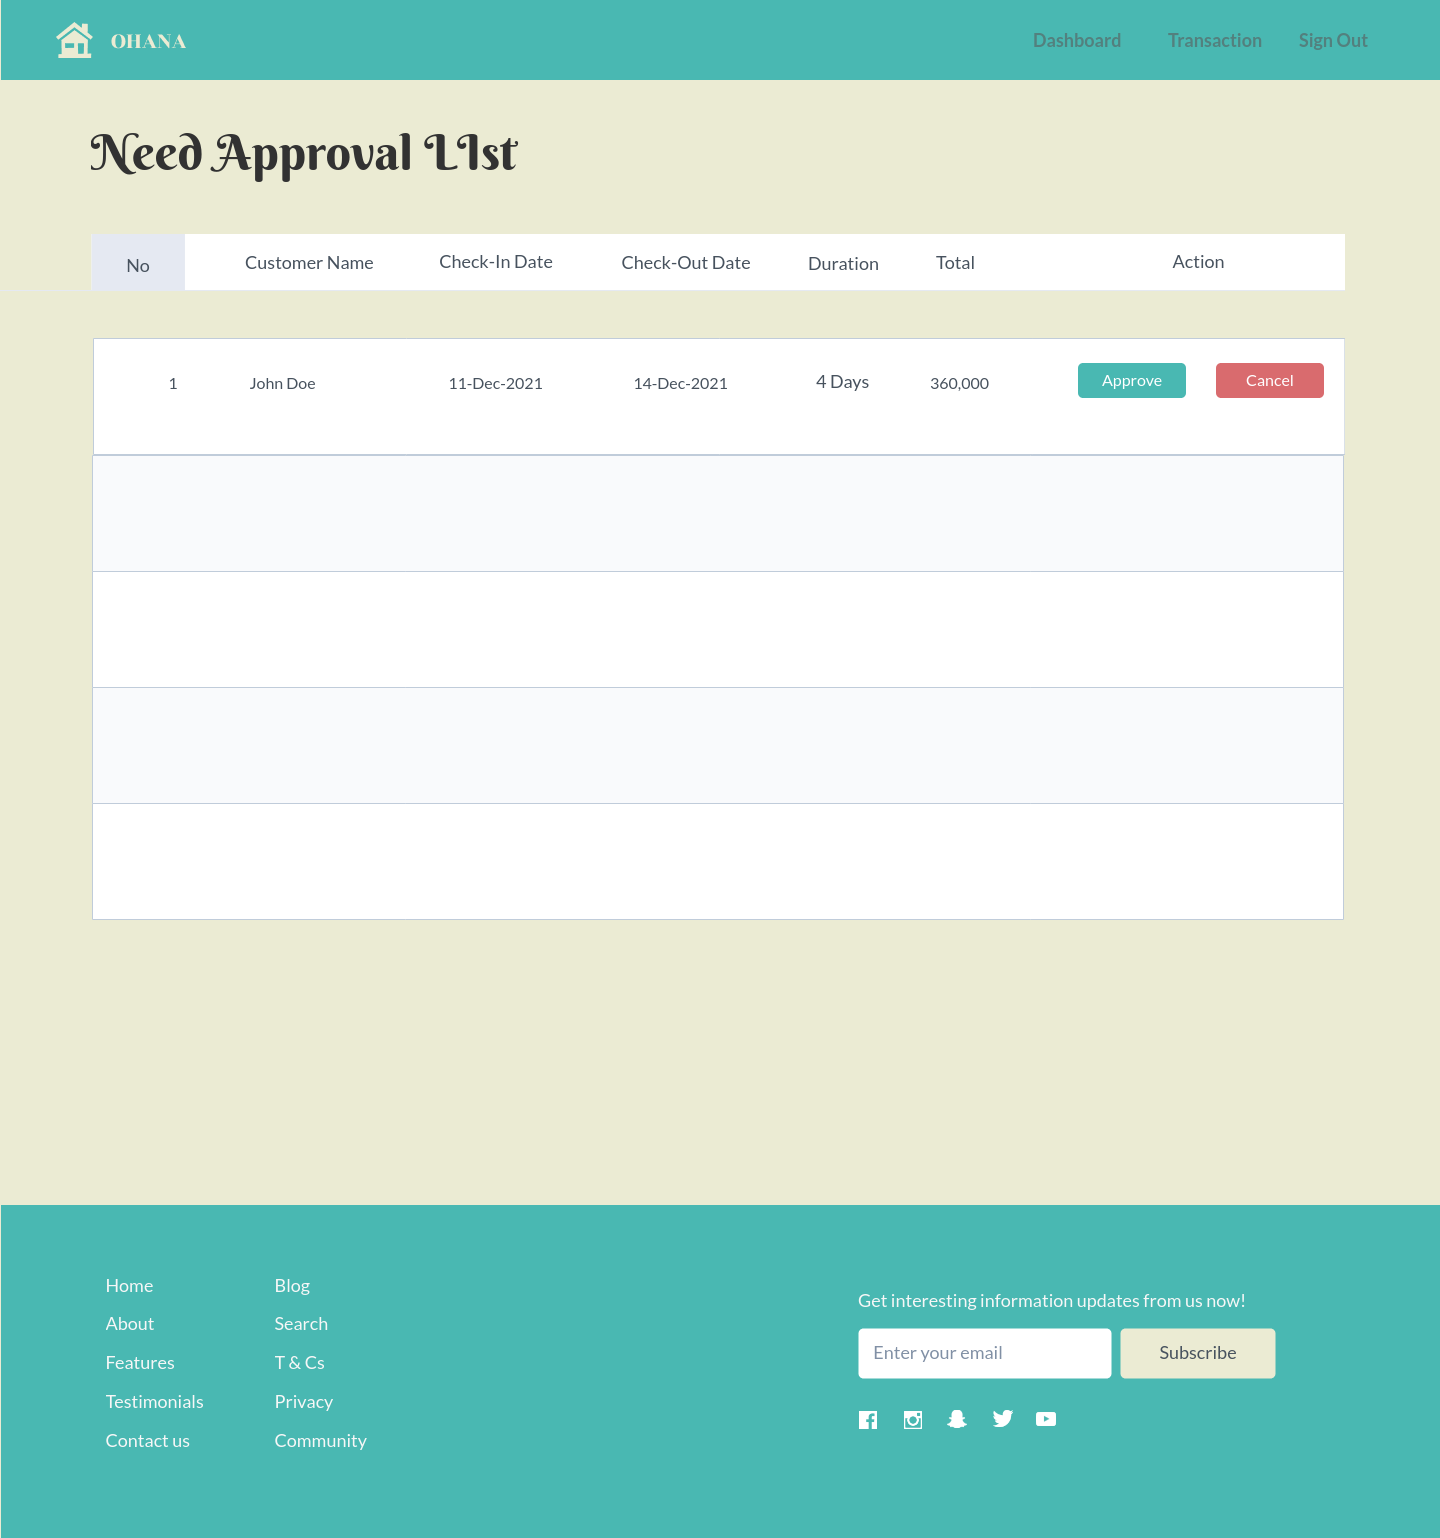 OHANA
Dashboard Transaction Sign Out
Need Approval LIst
No Customer Name Check-In Date Check-Out Date Duration Total Action
1 John Doe 11-Dec-2021 14-Dec-2021 4 Days 360,000 Approve Cancel
Home Blog
About Search
Features T & Cs
Testimonials Privacy
Contact us Community
Get interesting information updates from us now!
Enter your email Subscribe